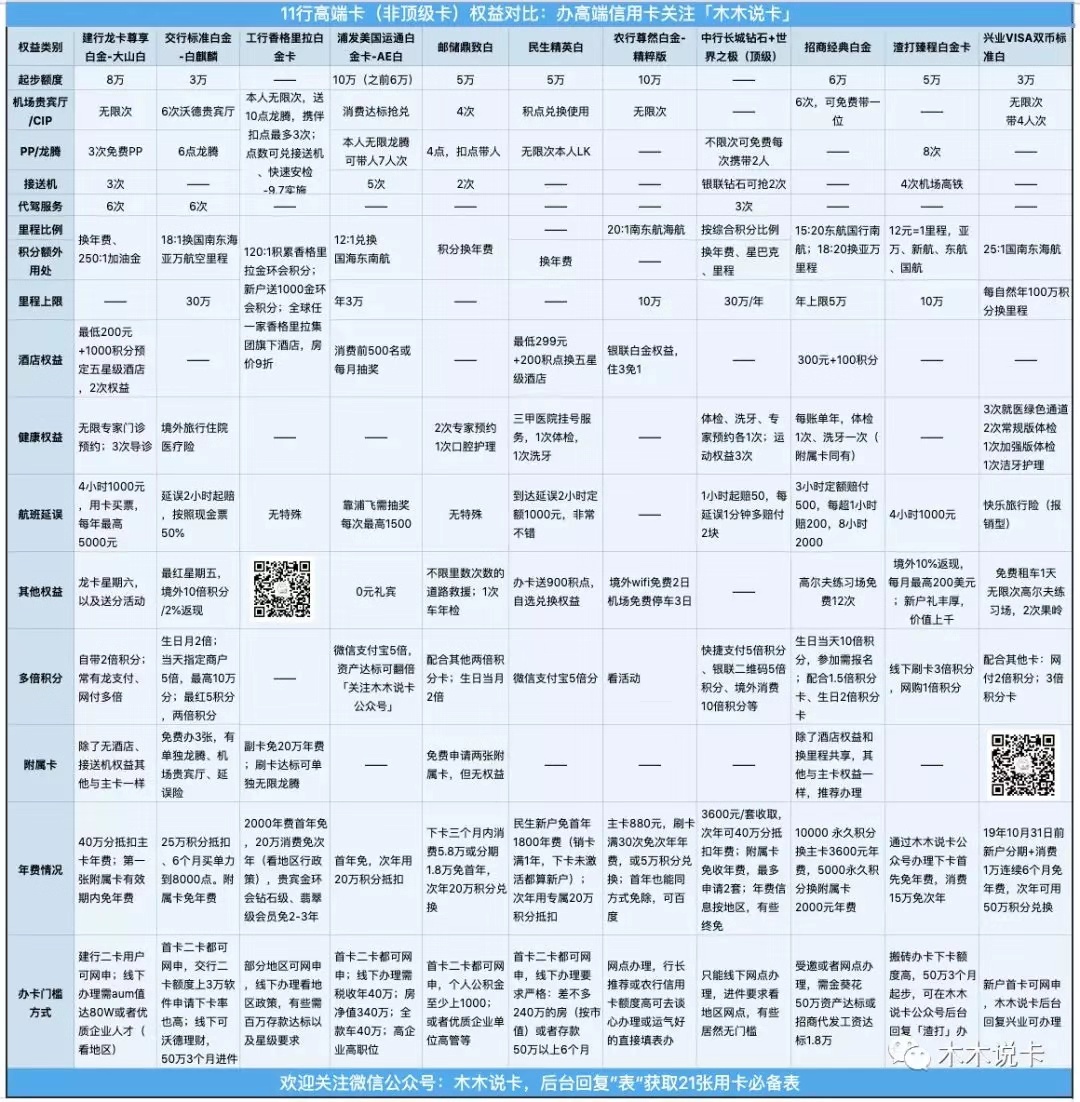 11行高端卡（非顶级卡）权益对比：办高端信用卡关注「木木说卡」
权益类别
建行龙卡尊享
白金-大山白
交行标准白金
-白麒麟
工行香格里拉白
金卡
浦发美国运通白
金卡-AE白
邮储鼎致白
民生精英白
农行尊然白金-
精粹版
中行长城钻石+世
界之极（顶级）
招商经典白金
渣打臻程白金卡
兴业VISA双币标
准白
起步额度
8万
3万
——
10万（之前6万）
5万
5万
10万
——
6万
5万
3万
机场贵宾厅
/CIP
无限次
6次沃德贵宾厅
本人无限次，送
10点龙腾，携伴
扣点最多3次；
点数可兑接送机
、快速安检
-9.7实施
消费达标抢兑
4次
积点兑换使用
无限次
——
6次，可免费带一
位
——
无限次
带4人次
PP/龙腾
3次免费PP
6点龙腾
本人无限龙腾
可带人7人次
4点，扣点带人
无限次本人LK
——
不限次可免费每
次携带2人
——
8次
——
接送机
3次
——
5次
2次
——
——
银联钻石可抢2次
——
4次机场高铁
——
代驾服务
6次
6次
——
——
——
——
——
3次
——
——
——
里程比例
积分额外
用处
换年费、
250:1加油金
18:1换国南东海
亚万航空里程
120:1积累香格里
拉金环会积分；
新户送1000金环
会积分；全球任
一家香格里拉集
团旗下酒店，房
价9折
12:1兑换
国海东南航
积分换年费
——
换年费
20:1南东航海航
——
按综合积分比例
换年费、星巴克
、里程
15:20东航国行南
航；18:20换亚万
里程
12元=1里程，亚
万、新航、东航
、国航
25:1国南东海航
里程上限
——
30万
年3万
——
——
10万
30万/年
年上限5万
10万
每自然年100万积
分换里程
酒店权益
最低200元
+1000积分预
定五星级酒店
，2次权益
——
消费前500名或
每月抽奖
——
最低299元
+200积点换五星
级酒店
银联白金权益，
住3免1
——
300元+100积分
——
——
健康权益
无限专家门诊
预约；3次导诊
境外旅行住院
医疗险
——
——
2次专家预约
1次口腔护理
三甲医院挂号服
务，1次体检，
1次洗牙
——
体检、洗牙、专
家预约各1次；运
动权益3次
每账单年，体检
1次、洗牙一次（
附属卡同有）
——
3次就医绿色通道
2次常规版体检
1次加强版体检
1次洁牙护理
航班延误
4小时1000元
，用卡买票，
每年最高
5000元
延误2小时起赔
，按照现金票
50%
无特殊
靠浦飞需抽奖
每次最高1500
无特殊
到达延误2小时定
额1000元，非常
不错
——
1小时起赔50，每
延误1分钟多赔付
2块
3小时定额赔付
500，每超1小时
赔200，8小时
2000
4小时1000元
快乐旅行险（报
销型）
其他权益
龙卡星期六，
以及送分活动
最红星期五，
境外10倍积分
/2%返现
0元礼宾
不限里数次数的
道路救援；1次
车年检
办卡送900积点，
自选兑换权益
境外wifi免费2日
机场免费停车3日
——
高尔夫练习场免
费12次
境外10%返现，
每月最高200美元
；新户礼丰厚，
价值上千
免费租车1天
无限次高尔夫练
习场，2次果岭
多倍积分
自带2倍积分；
常有龙支付、
网付多倍
生日月2倍；
当天指定商户
5倍，最高10万
分；最红5积分
，两倍积分
——
微信支付宝5倍，
资产达标可翻倍
「关注木木说卡
公众号」
配合其他两倍积
分卡；生日当月
2倍
微信支付宝5倍分
看活动
快捷支付5倍积分
、银联二维码5倍
积分、境外消费
10倍积分等
生日当天10倍积
分，参加需报名
；配合1.5倍积分
卡、生日2倍积分
卡
线下刷卡3倍积分
，网购1倍积分
配合其他卡：网
付2倍积分；3倍
积分卡
附属卡
除了无酒店、
接送机权益其
他与主卡一样
免费办3张，有
单独龙腾、机
场贵宾厅、延
误险
副卡免20万年费
；刷卡达标可单
独无限龙腾
——
免费申请两张附
属卡，但无权益
——
——
——
除了酒店权益和
换里程共享，其
他与主卡权益一
样，推荐办理
——
年费情况
40万分抵扣主
卡年费；第一
张附属卡有效
期内免年费
25万积分抵扣
、6个月买单力
到8000点。附
属卡免年费
2000年费首年免
，20万消费免次
年（看地区行政
政策），贵宾金环
会钻石级、翡翠
级会员免2-3年
首年免，次年用
20万积分抵扣
下卡三个月内消
费5.8万或分期
1.8万免首年，
次年20万积分兑
换
民生新户免首年
1800年费（销卡
满1年，下卡未激
活都算新户）；
次年用专属20万
积分抵扣
主卡880元，刷卡
满30次免次年年
费，或5万积分兑
换；首年也能同
方式免除，可百
度
3600元/套收取，
次年可40万分抵
扣年费；附属卡
免收年费，最多
申请2套；年费信
息按地区，有些
终免
10000 永久积分
换主卡3600元年
费，5000永久积
分换附属卡
2000元年费
通过木木说卡公
众号办理下卡首
先免年费，消费
15万免次年
19年10月31日前
新户分期+消费
1万连续6个月免
年费，次年可用
50万积分兑换
办卡门槛
方式
建行二卡用户
可网申；线下
办理需aum值
达80W或者优
质企业人才（
看地区）
首卡二卡都可
网申，交行二
卡额度上3万软
件申请下卡率
也高；线下可
沃德理财，
50万3个月进件
部分地区可网申
，线下办理看地
区政策，有些需
百万存款达标以
及星级要求
首卡二卡都可网
申；线下办理需
税收年40万；房
净值340万；全
款车40万；高企
业高职位
首卡二卡都可网
申，个人公积金
至少上1000；
或者优质企业单
位高管等
首卡二卡都可网
申，线下办理要
求严格：差不多
240万的房（按市
值）或者存款
50万以上6个月
网点办理，行长
推荐或农行信用
卡额度高可去谈
心办理或运气好
的直接填表办
只能线下网点办
理，进件要求看
地区网点，有些
居然无门槛
受邀或者网点办
理，需金葵花
50万资产达标或
招商代发工资达
标1.8万
搬砖办卡下卡额
度高，50万3个月
起步，可在木木
说卡公众号后台
回复「渣打」办
新户首卡可网申
，木木说卡后台
回复兴业可办理
木木说卡
欢迎关注微信公众号：木木说卡，后台回复"表"获取21张用卡必备表